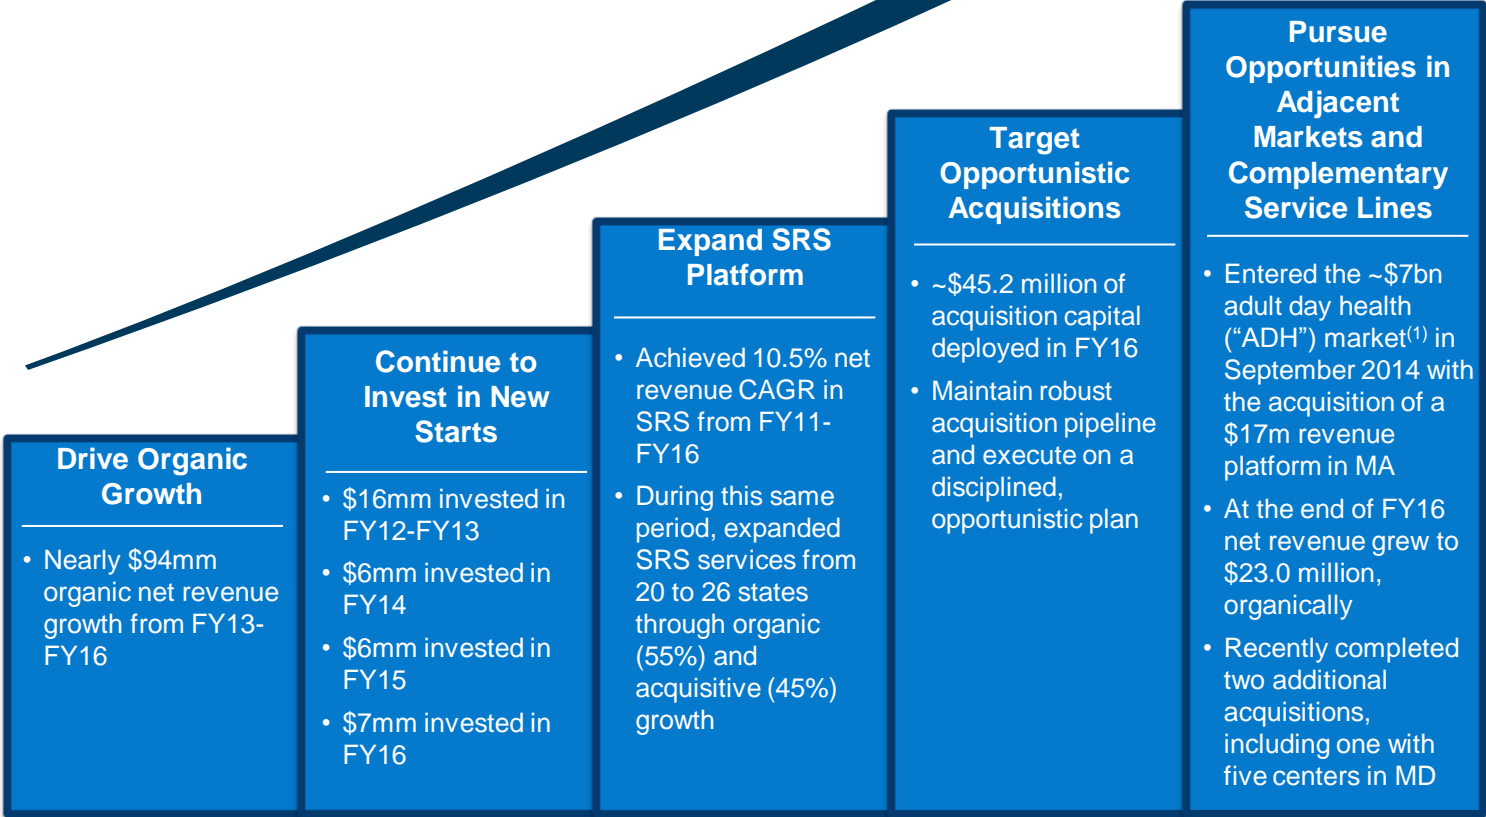 Drive Organic
Growth
• Nearly $94mm
organic net revenue
growth from FY13-
FY16
Continue to
Invest in New
Starts
• $16mm invested in
FY12-FY13
• $6mm invested in
FY14
• $6mm invested in
FY15
• $7mm invested in
FY16
Expand SRS
Platform
• Achieved 10.5% net
revenue CAGR in
SRS from FY11-
FY16
• During this same
period, expanded
SRS services from
20 to 26 states
through organic
(55%) and
acquisitive (45%)
growth
Target
Opportunistic
Acquisitions
• ~$45.2 million of
acquisition capital
deployed in FY16
• Maintain robust
acquisition pipeline
and execute on a
disciplined,
opportunistic plan
Pursue
Opportunities in
Adjacent
Markets and
Complementary
Service Lines
• Entered the ~$7bn
adult day health
(“ADH”) market(1) in
September 2014 with
the acquisition of a
$17m revenue
platform in MA
• At the end of FY16
net revenue grew to
$23.0 million,
organically
• Recently completed
two additional
acquisitions,
including one with
five centers in MD